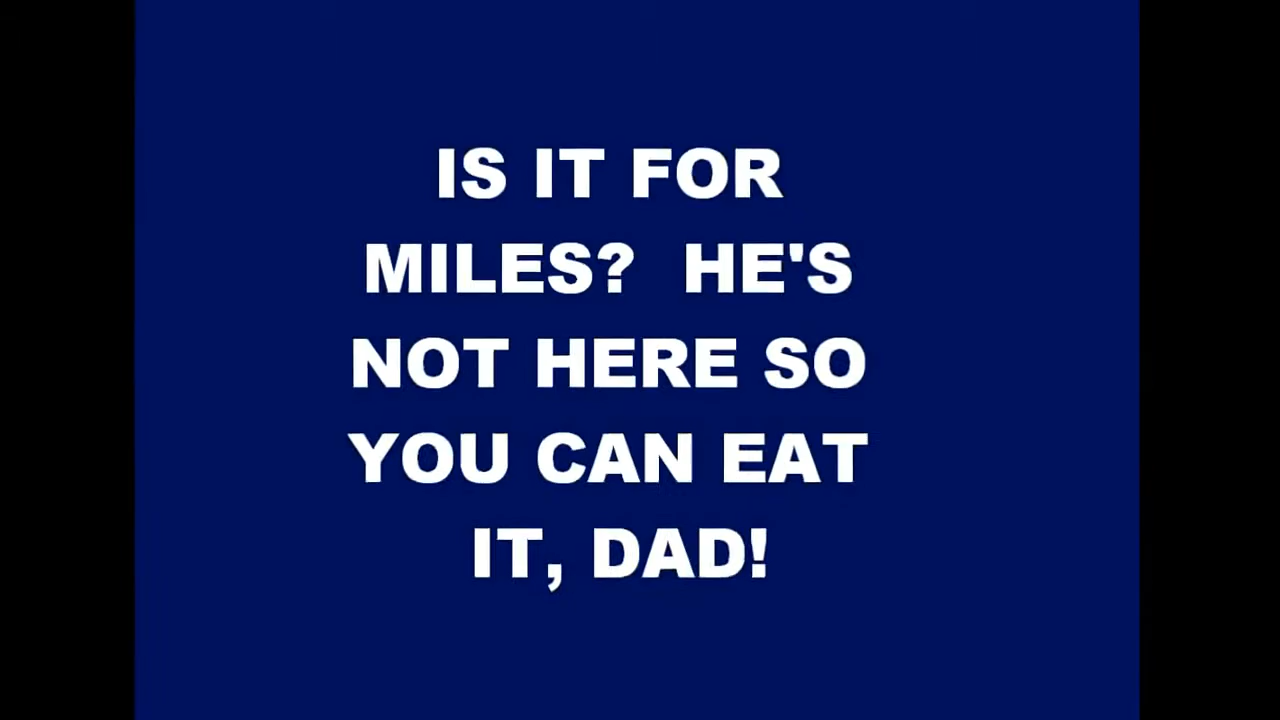 IS IT FOR
MILES?  HE'S
NOT HERE SO
YOU CAN EAT
IT, DAD!